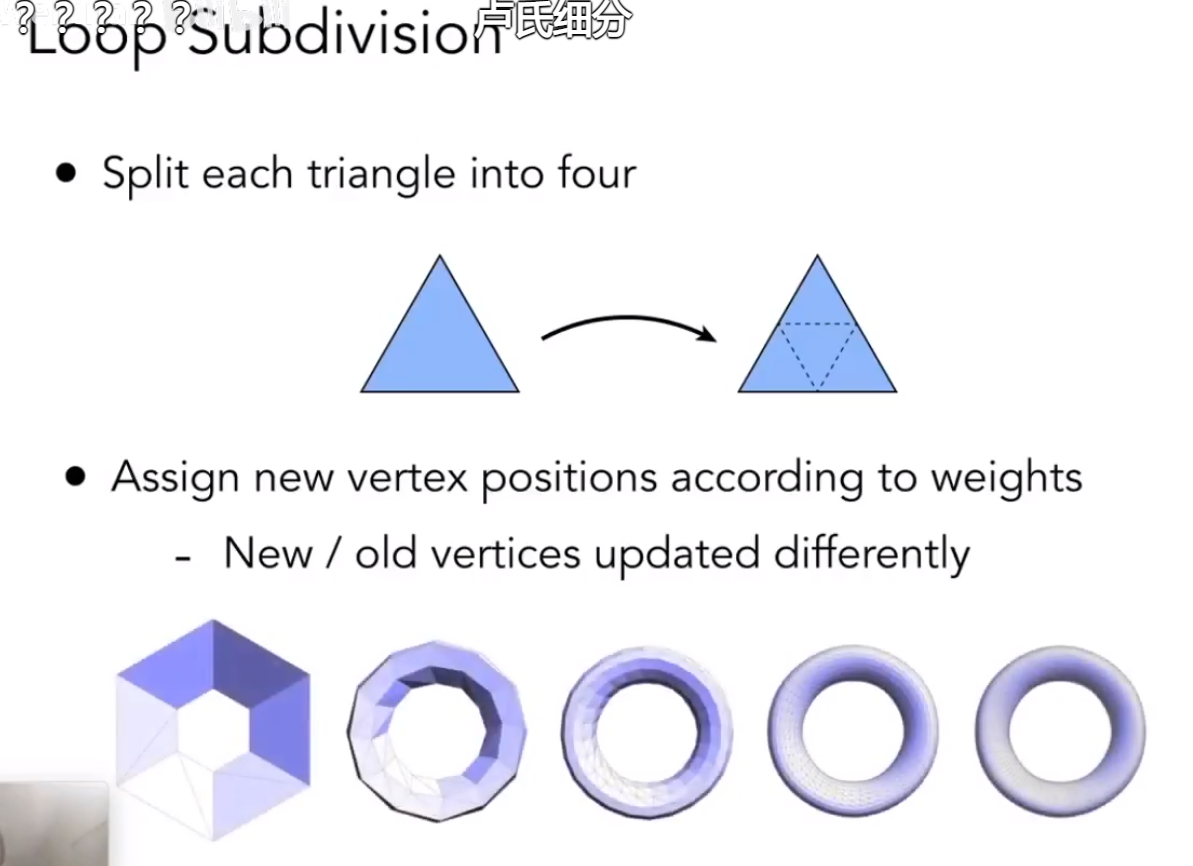 ? ? ? ? ?
卢氏细分
Loop Subdivision
• Split each triangle into four
• Assign new vertex positions according to weights
- New / old vertices updated differently